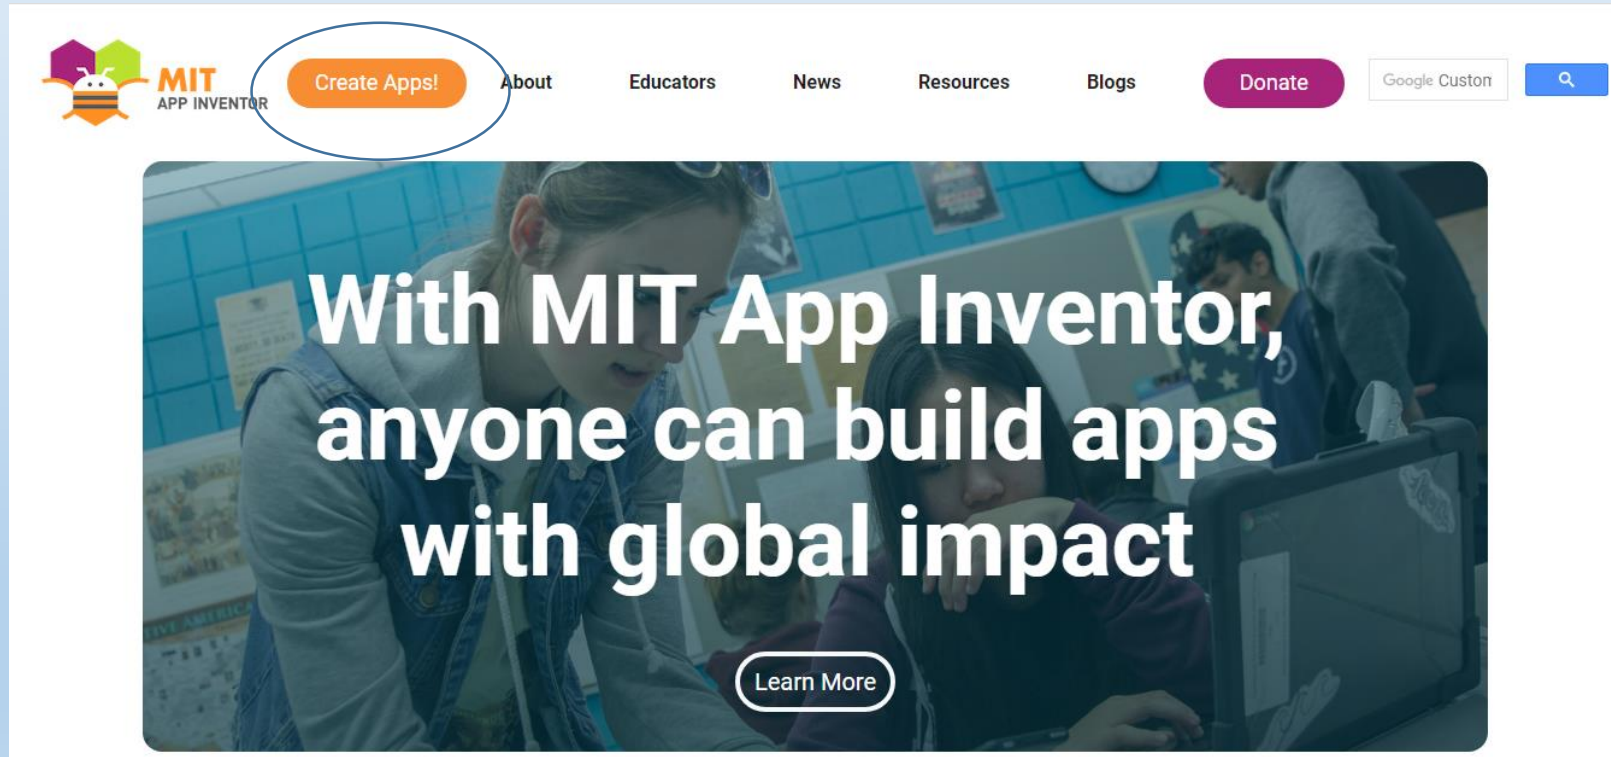 MIT
APP INVENTOR
Create Apps!
About
Educators
News
Resources
Blogs
Donate
Google Custom
With MIT App Inventor,
anyone can build apps
with global impact
Learn More